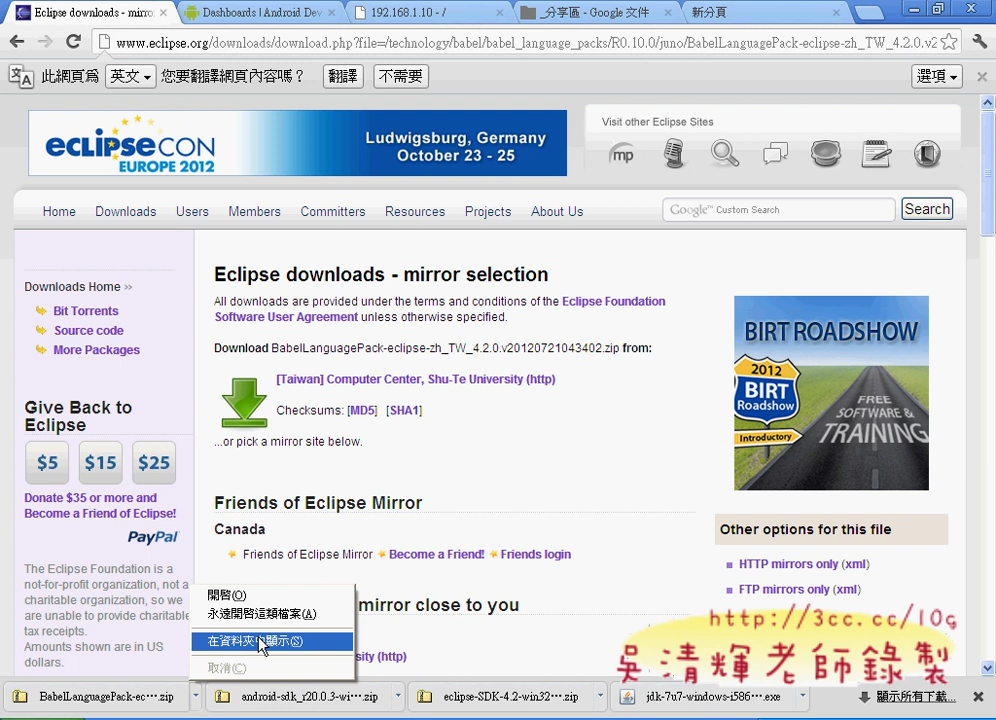 Eclipse downloads - mirro
Dashboards | Android Dev
192.168.1.10 - /
_分享區 - Google 文件
新分頁
www.eclipse.org/downloads/download.php?file=/technology/babel/babel_language_packs/R0.10.0/juno/BabelLanguagePack-eclipse-zh_TW_4.2.0.v2
此網頁為 英文 您要翻譯網頁內容嗎？ 翻譯 不需要 選項
eclipseCON
EUROPE 2012
Ludwigsburg, Germany
October 23 - 25
Visit other Eclipse Sites
mp
Home Downloads Users Members Committers Resources Projects About Us
Google™ Custom Search Search
Downloads Home »
Bit Torrents
Source code
More Packages
Give Back to
Eclipse
$5 $15 $25
Donate $35 or more and
Become a Friend of Eclipse!
PayPal
The Eclipse Foundation is a
not-for-profit organization, not a
charitable organization, so we
are unable to provide charitable
tax receipts.
Amounts shown are in US
dollars.
Eclipse downloads - mirror selection
All downloads are provided under the terms and conditions of the Eclipse Foundation
Software User Agreement unless otherwise specified.
Download BabelLanguagePack-eclipse-zh_TW_4.2.0.v20120721043402.zip from:
[Taiwan] Computer Center, Shu-Te University (http)
Checksums: [MD5] [SHA1]
...or pick a mirror site below.
Friends of Eclipse Mirror
Canada
Friends of Eclipse Mirror Become a Friend! Friends login
mirror close to you
sity (http)
BIRT ROADSHOW
2012
BIRT
Roadshow
Introductory
FREE
SOFTWARE &
TRAINING
Other options for this file
HTTP mirrors only (xml)
FTP mirrors only (xml)
開啓(O)
永遠開啓這類檔案(A)
在資料夾中顯示(S)
取消(C)
http://3cc.cc/10g
吳清輝老師錄製
BabelLanguagePack-ec⋯.zip
android-sdk_r20.0.3-wi⋯.zip
eclipse-SDK-4.2-win32⋯.zip
jdk-7u7-windows-i586⋯.exe
顯示所有下載...